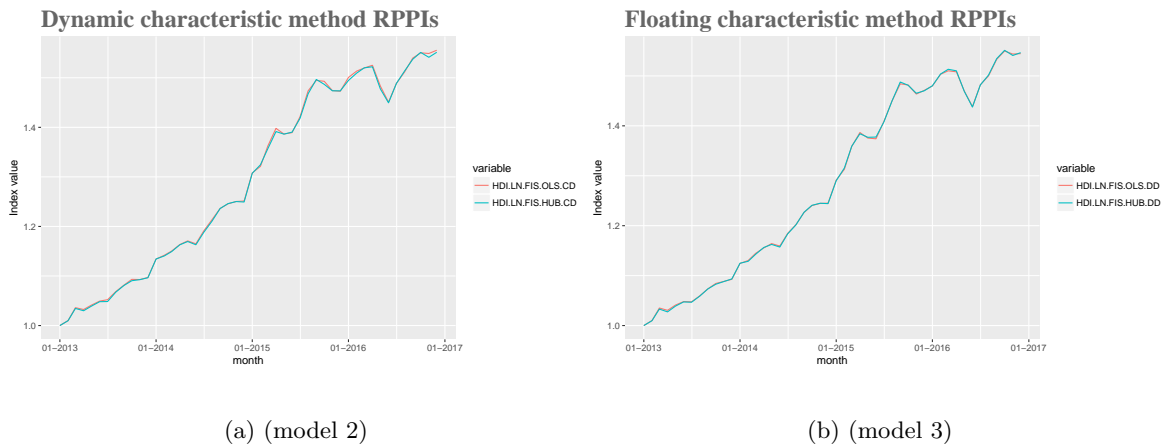 Dynamic characteristic method RPPIs
Index value
1.4
1.2
1.0
01−2013
01−2014
01−2015
01−2016
01−2017
month
variable
HDI.LN.FIS.OLS.CD
HDI.LN.FIS.HUB.CD
(a) (model 2)
Floating characteristic method RPPIs
Index value
1.4
1.2
1.0
01−2013
01−2014
01−2015
01−2016
01−2017
month
variable
HDI.LN.FIS.OLS.DD
HDI.LN.FIS.HUB.DD
(b) (model 3)